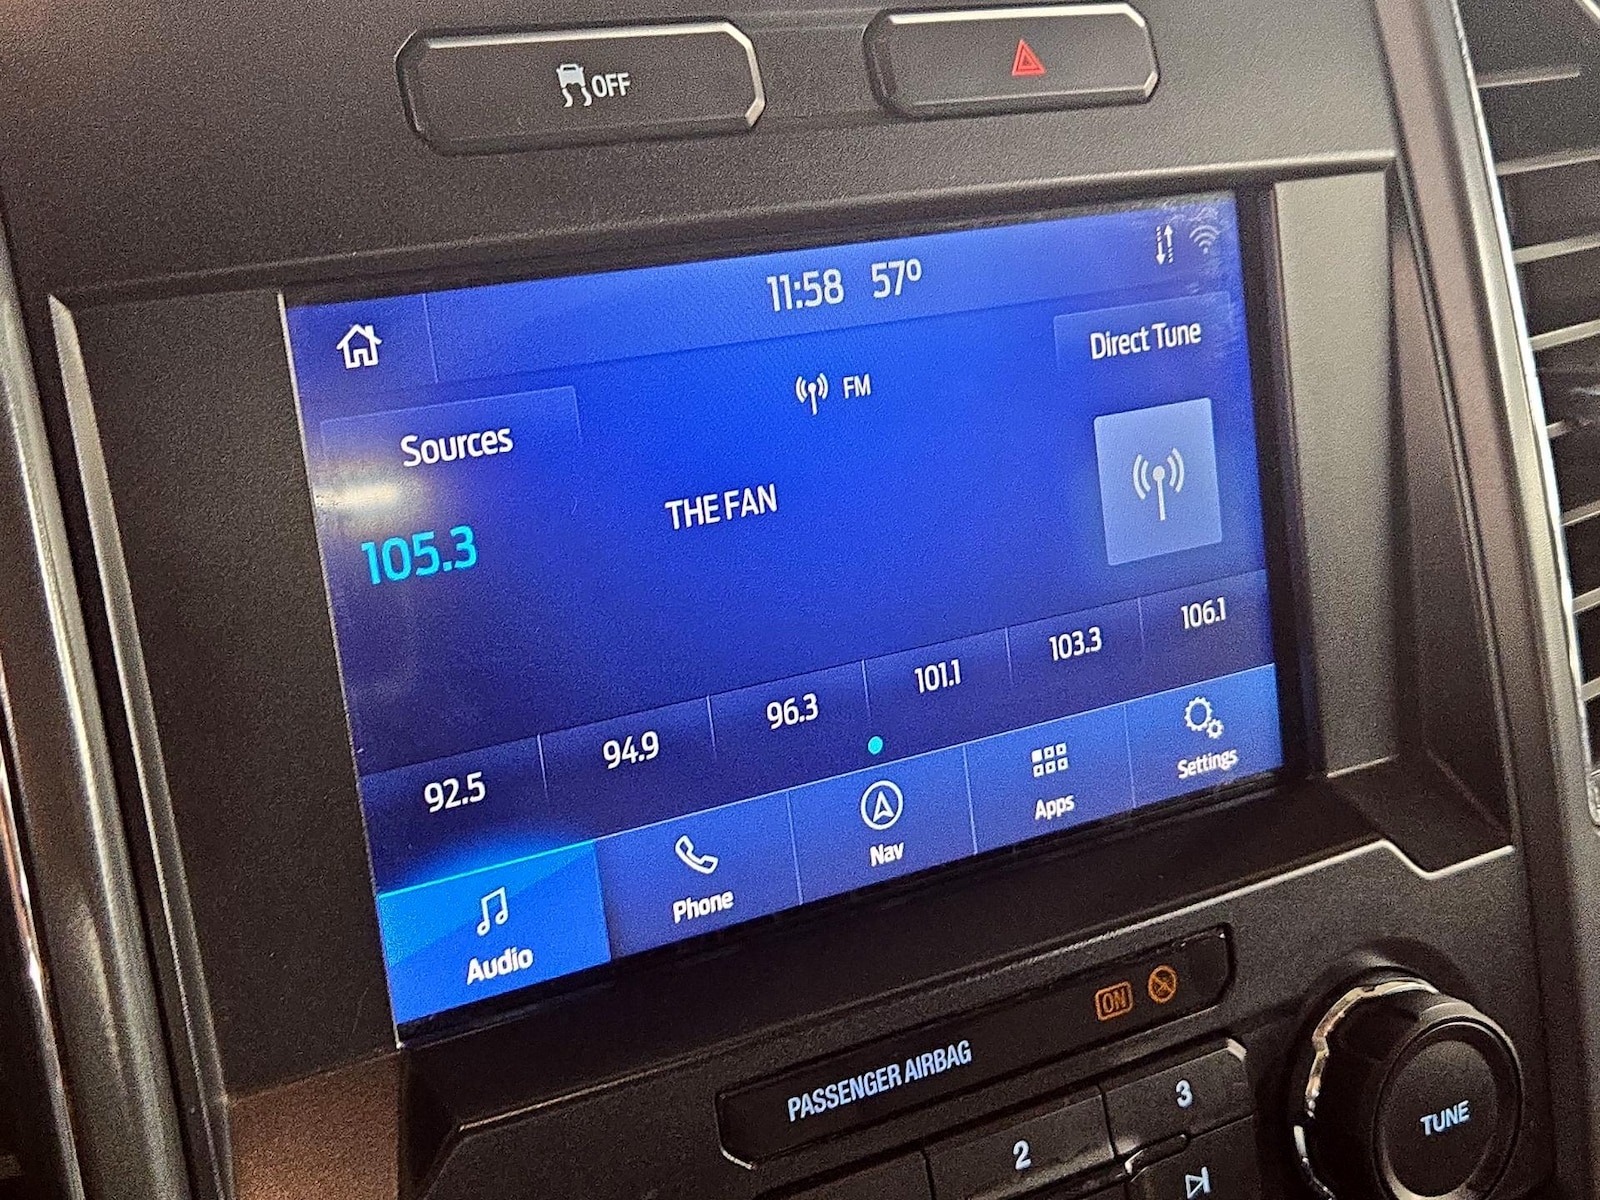 OFF
11:58 57°
Direct Tune
FM
Sources
THE FAN
105.3
92.5 94.9 96.3 101.1 103.3 106.1
Audio Phone Nav Apps Settings
ON
PASSENGER AIRBAG
2 3
TUNE